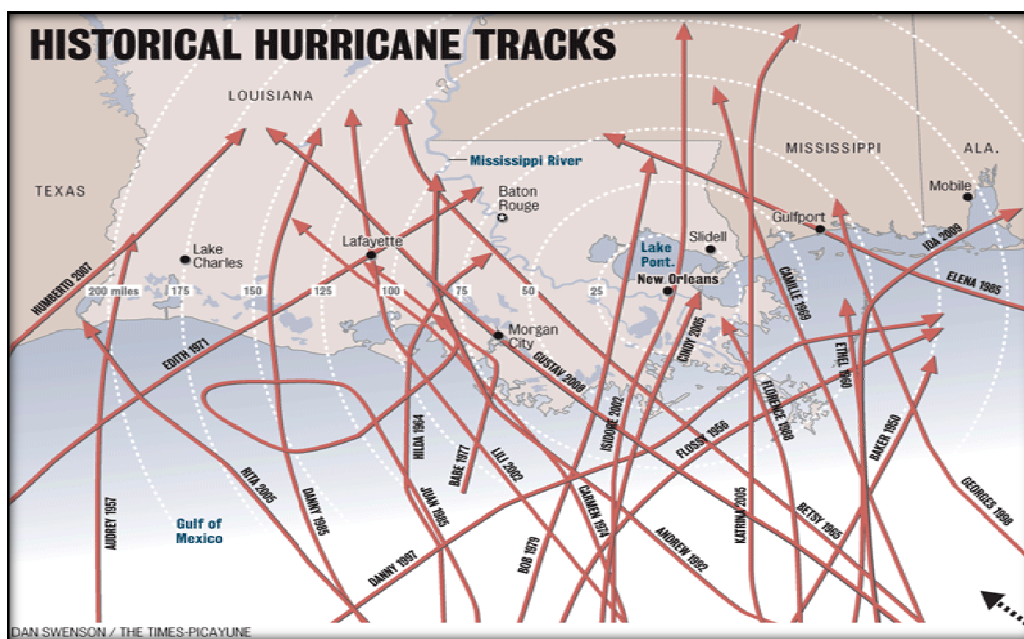 HISTORICAL HURRICANE TRACKS
LOUISIANA
TEXAS
Mississippi River
MISSISSIPPI
ALA.
Baton
Rouge
Mobile
Gulfport
Lafayette
Lake
Charles
Slidell
Lake
Pont.
New Orleans
IDA 2009
ELENA 1985
HUMBERTO 2007
200 miles
175
150
125
100
75
50
25
CAMILLE 1969
CINDY 2005
Morgan
City
EDITH 1971
GUSTAV 2008
ETHEL 1960
FLORENCE 1988
ISIDORE 2002
FLOSSY 1956
BAKER 1950
HILDA 1964
BABE 1977
LILI 2002
RITA 2005
DANNY 1985
JUAN 1985
CARMEN 1974
KATRINA 2005
BETSY 1965
GEORGES 1998
AUDREY 1957
Gulf of
Mexico
DANNY 1997
BOB 1979
ANDREW 1992
DAN SWENSON / THE TIMES-PICAYUNE